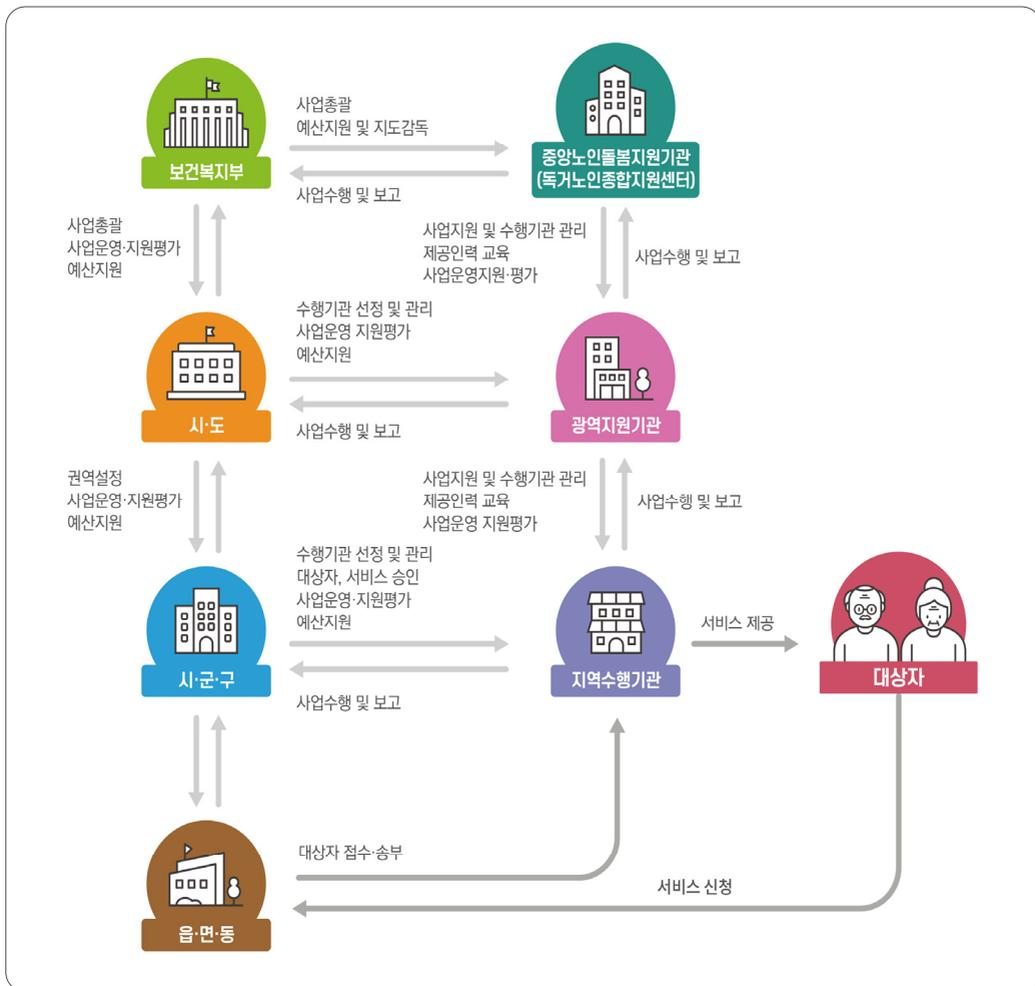 사업총괄
예산지원 및 지도감독
보건복지부
중앙노인돌봄지원기관
(독거노인종합지원센터)
사업수행 및 보고
사업총괄
사업운영·지원평가
예산지원
사업지원 및 수행기관 관리
제공인력 교육
사업운영지원·평가
사업수행 및 보고
수행기관 선정 및 관리
사업운영 지원평가
예산지원
시·도
광역지원기관
사업수행 및 보고
권역설정
사업운영·지원평가
예산지원
사업지원 및 수행기관 관리
제공인력 교육
사업운영 지원평가
사업수행 및 보고
수행기관 선정 및 관리
대상자, 서비스 승인
사업운영·지원평가
예산지원
서비스 제공
시·군·구
지역수행기관
대상자
사업수행 및 보고
대상자 접수·송부
서비스 신청
읍·면·동